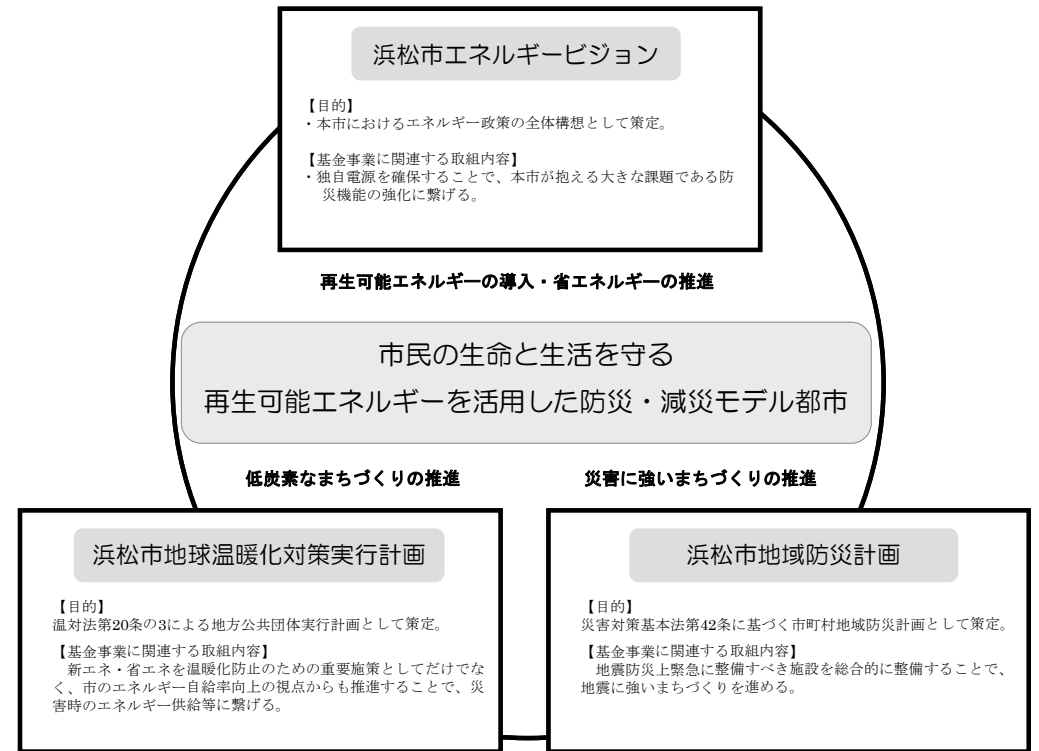 浜松市エネルギービジョン
【目的】
・本市におけるエネルギー政策の全体構想として策定。
【基金事業に関連する取組内容】
・独自電源を確保することで、本市が抱える大きな課題である防
災機能の強化に繋げる。
再生可能エネルギーの導入・省エネルギーの推進
市民の生命と生活を守る
再生可能エネルギーを活用した防災・減災モデル都市
低炭素なまちづくりの推進
災害に強いまちづくりの推進
浜松市地球温暖化対策実行計画
【目的】
温対法第20条の3による地方公共団体実行計画として策定。
【基金事業に関連する取組内容】
新エネ・省エネを温暖化防止のための重要施策としてだけでな
く、市のエネルギー自給率向上の視点からも推進することで、災
害時のエネルギー供給等に繋げる。
浜松市地域防災計画
【目的】
災害対策基本法第42条に基づく市町村地域防災計画として策定。
【基金事業に関連する取組内容】
地震防災上緊急に整備すべき施設を総合的に整備することで、
地震に強いまちづくりを進める。